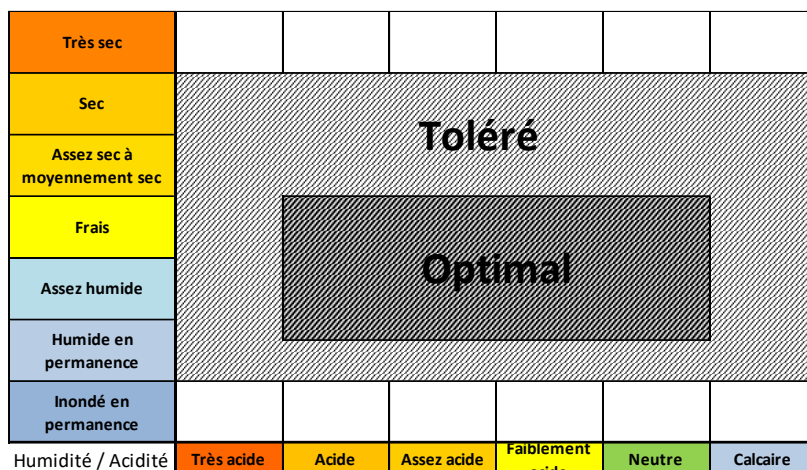 Très sec
Sec
Toléré
Assez sec à
moyennement sec
Frais
Optimal
Assez humide
Humide en
permanence
Inondé en
permanence
Humidité / Acidité
Très acide
Acide
Assez acide
Faiblement
Neutre
Calcaire